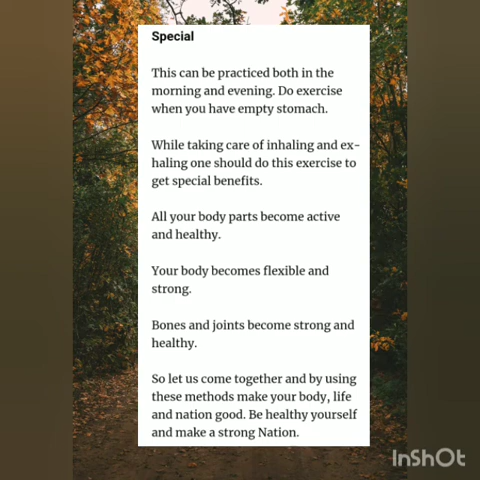 Special
This can be practiced both in the
morning and evening. Do exercise
when you have empty stomach.
While taking care of inhaling and ex-
haling one should do this exercise to
get special benefits.
All your body parts become active
and healthy.
Your body becomes flexible and
strong.
Bones and joints become strong and
healthy.
So let us come together and by using
these methods make your body, life
and nation good. Be healthy yourself
and make a strong Nation.
InShOt